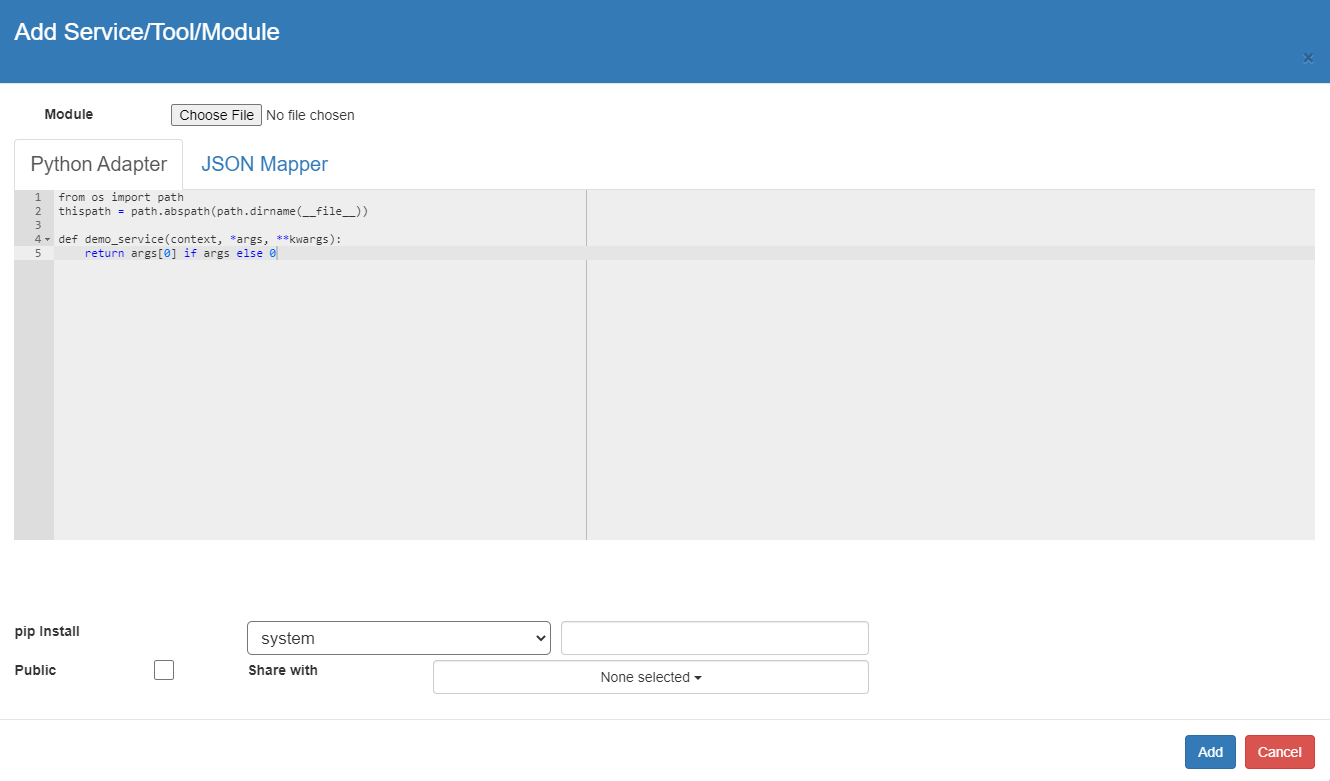 Add Service/Tool/Module
×
Module Choose File No file chosen
Python Adapter JSON Mapper
1 from os import path
2 thispath = path.abspath(path.dirname(__file__))
3
4 def demo_service(context, *args, **kwargs):
5     return args[0] if args else 0
pip Install system
Public Share with None selected
Add Cancel